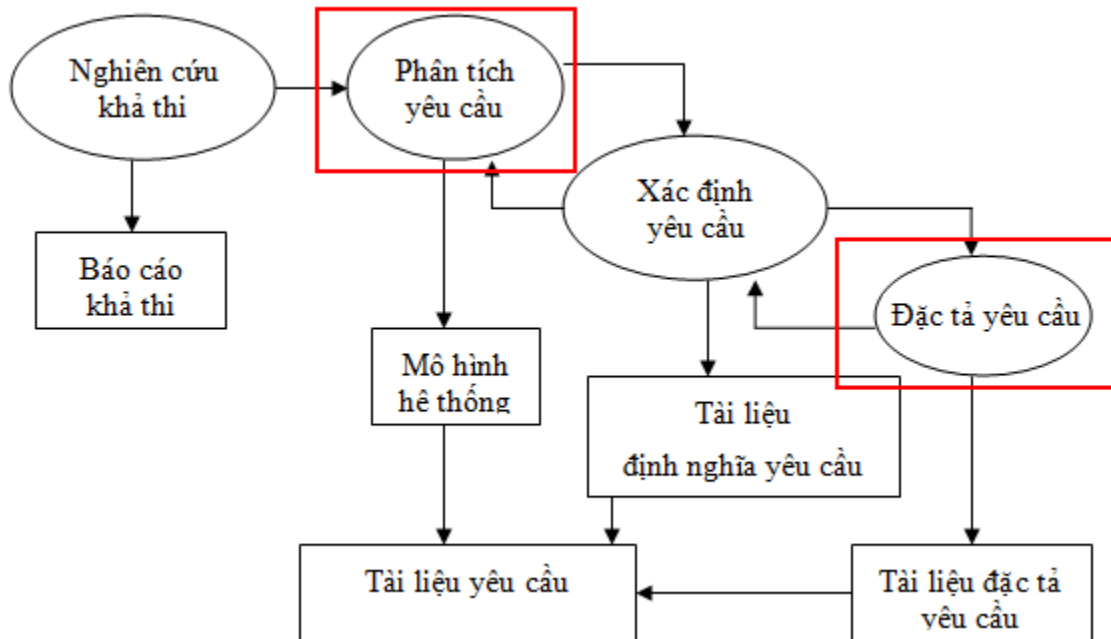 Nghiên cứu
khả thi
Phân tích
yêu cầu
Xác định
yêu cầu
Báo cáo
khả thi
Đặc tả yêu cầu
Mô hình
hê thống
Tài liệu
định nghĩa yêu cầu
Tài liệu yêu cầu
Tài liệu đặc tả
yêu cầu